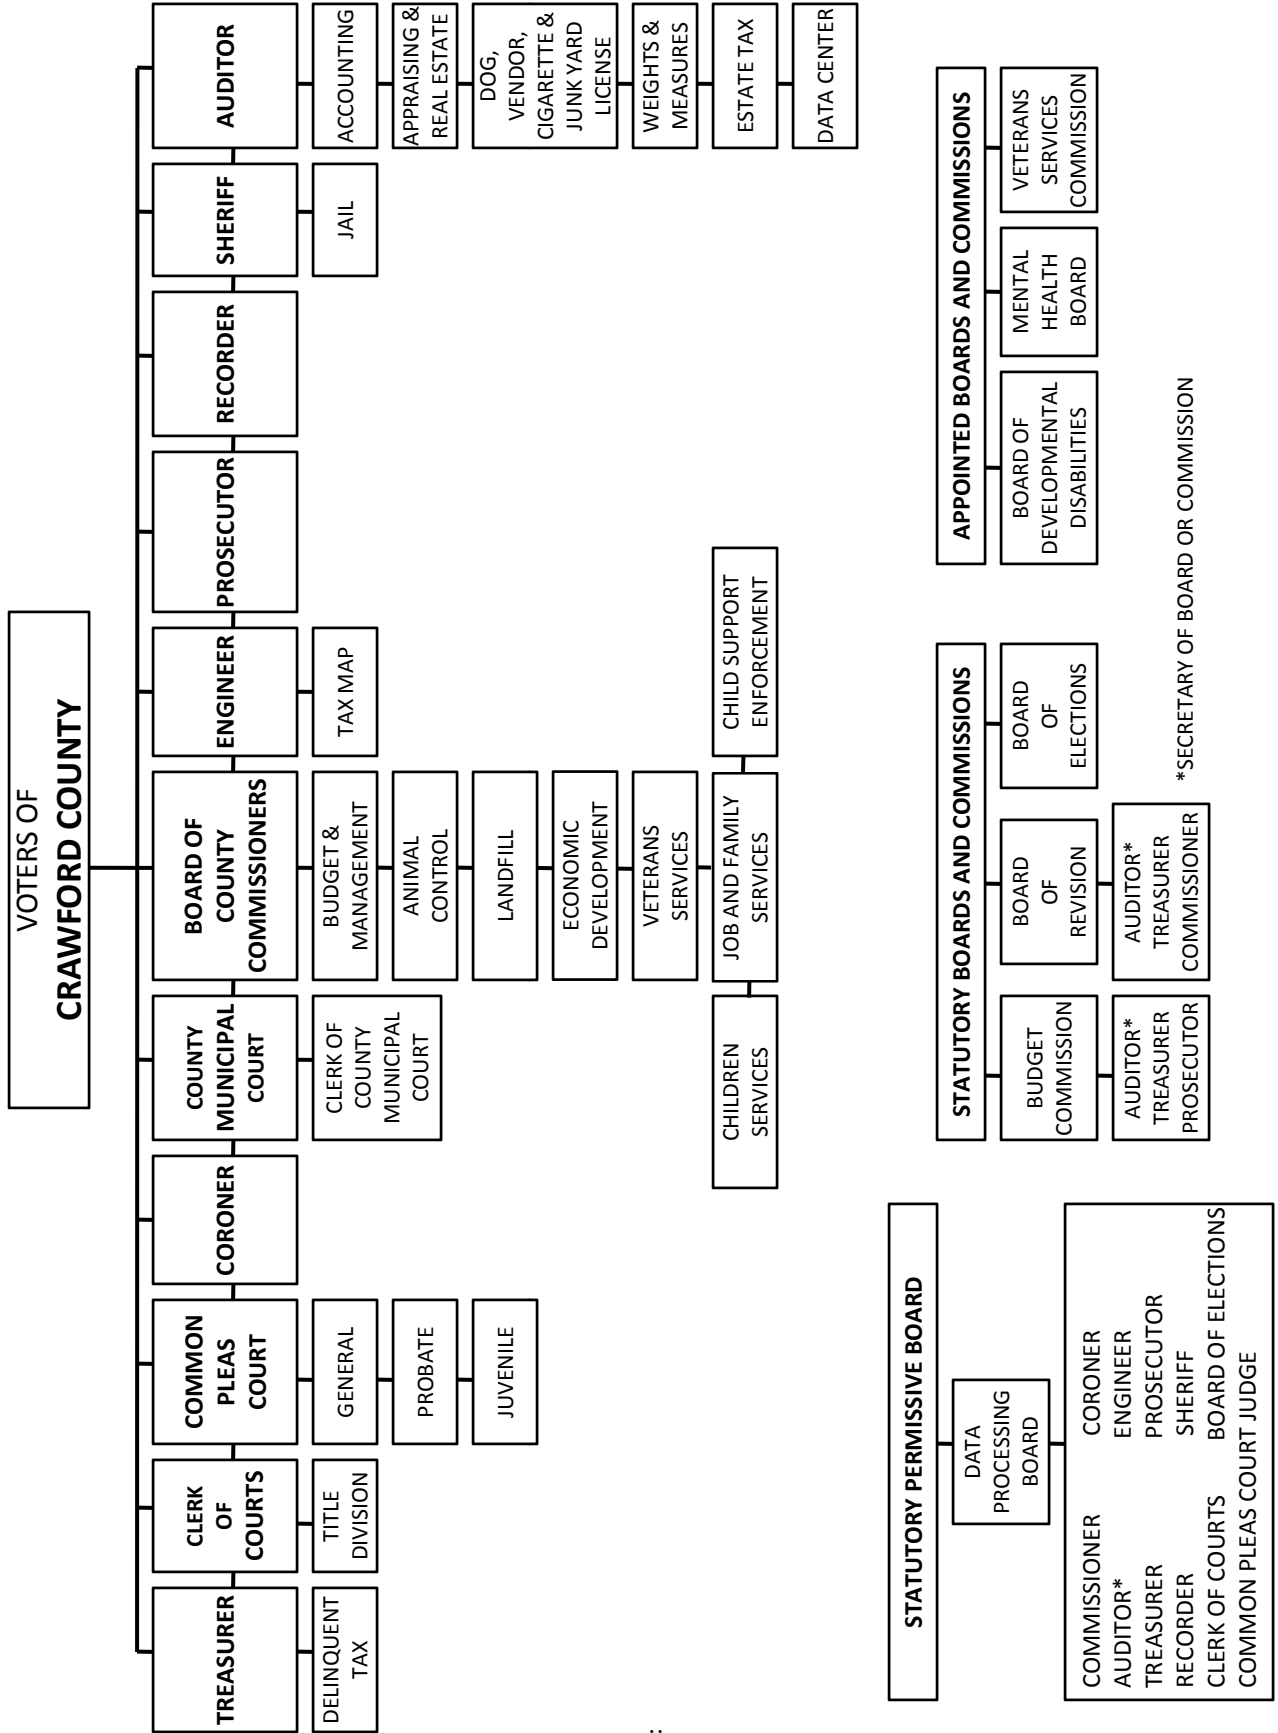 VOTERS OF
CRAWFORD COUNTY
TREASURER
DELINQUENT
TAX
CLERK
OF
COURTS
TITLE
DIVISION
COMMON
PLEAS
COURT
GENERAL
PROBATE
JUVENILE
CORONER
COUNTY
MUNICIPAL
COURT
CLERK OF
COUNTY
MUNICIPAL
COURT
BOARD OF
COUNTY
COMMISSIONERS
BUDGET &
MANAGEMENT
ANIMAL
CONTROL
LANDFILL
ECONOMIC
DEVELOPMENT
VETERANS
SERVICES
CHILDREN
SERVICES
JOB AND FAMILY
SERVICES
CHILD SUPPORT
ENFORCEMENT
ENGINEER
TAX MAP
PROSECUTOR
RECORDER
SHERIFF
JAIL
AUDITOR
ACCOUNTING
APPRAISING &
REAL ESTATE
DOG,
VENDOR,
CIGARETTE &
JUNK YARD
LICENSE
WEIGHTS &
MEASURES
ESTATE TAX
DATA CENTER
STATUTORY PERMISSIVE BOARD
DATA
PROCESSING
BOARD
COMMISSIONER CORONER
AUDITOR* ENGINEER
TREASURER PROSECUTOR
RECORDER SHERIFF
CLERK OF COURTS BOARD OF ELECTIONS
COMMON PLEAS COURT JUDGE
STATUTORY BOARDS AND COMMISSIONS
BUDGET
COMMISSION
AUDITOR*
TREASURER
PROSECUTOR
BOARD
OF
REVISION
AUDITOR*
TREASURER
COMMISSIONER
BOARD
OF
ELECTIONS
APPOINTED BOARDS AND COMMISSIONS
BOARD OF
DEVELOPMENTAL
DISABILITIES
MENTAL
HEALTH
BOARD
VETERANS
SERVICES
COMMISSION
*SECRETARY OF BOARD OR COMMISSION